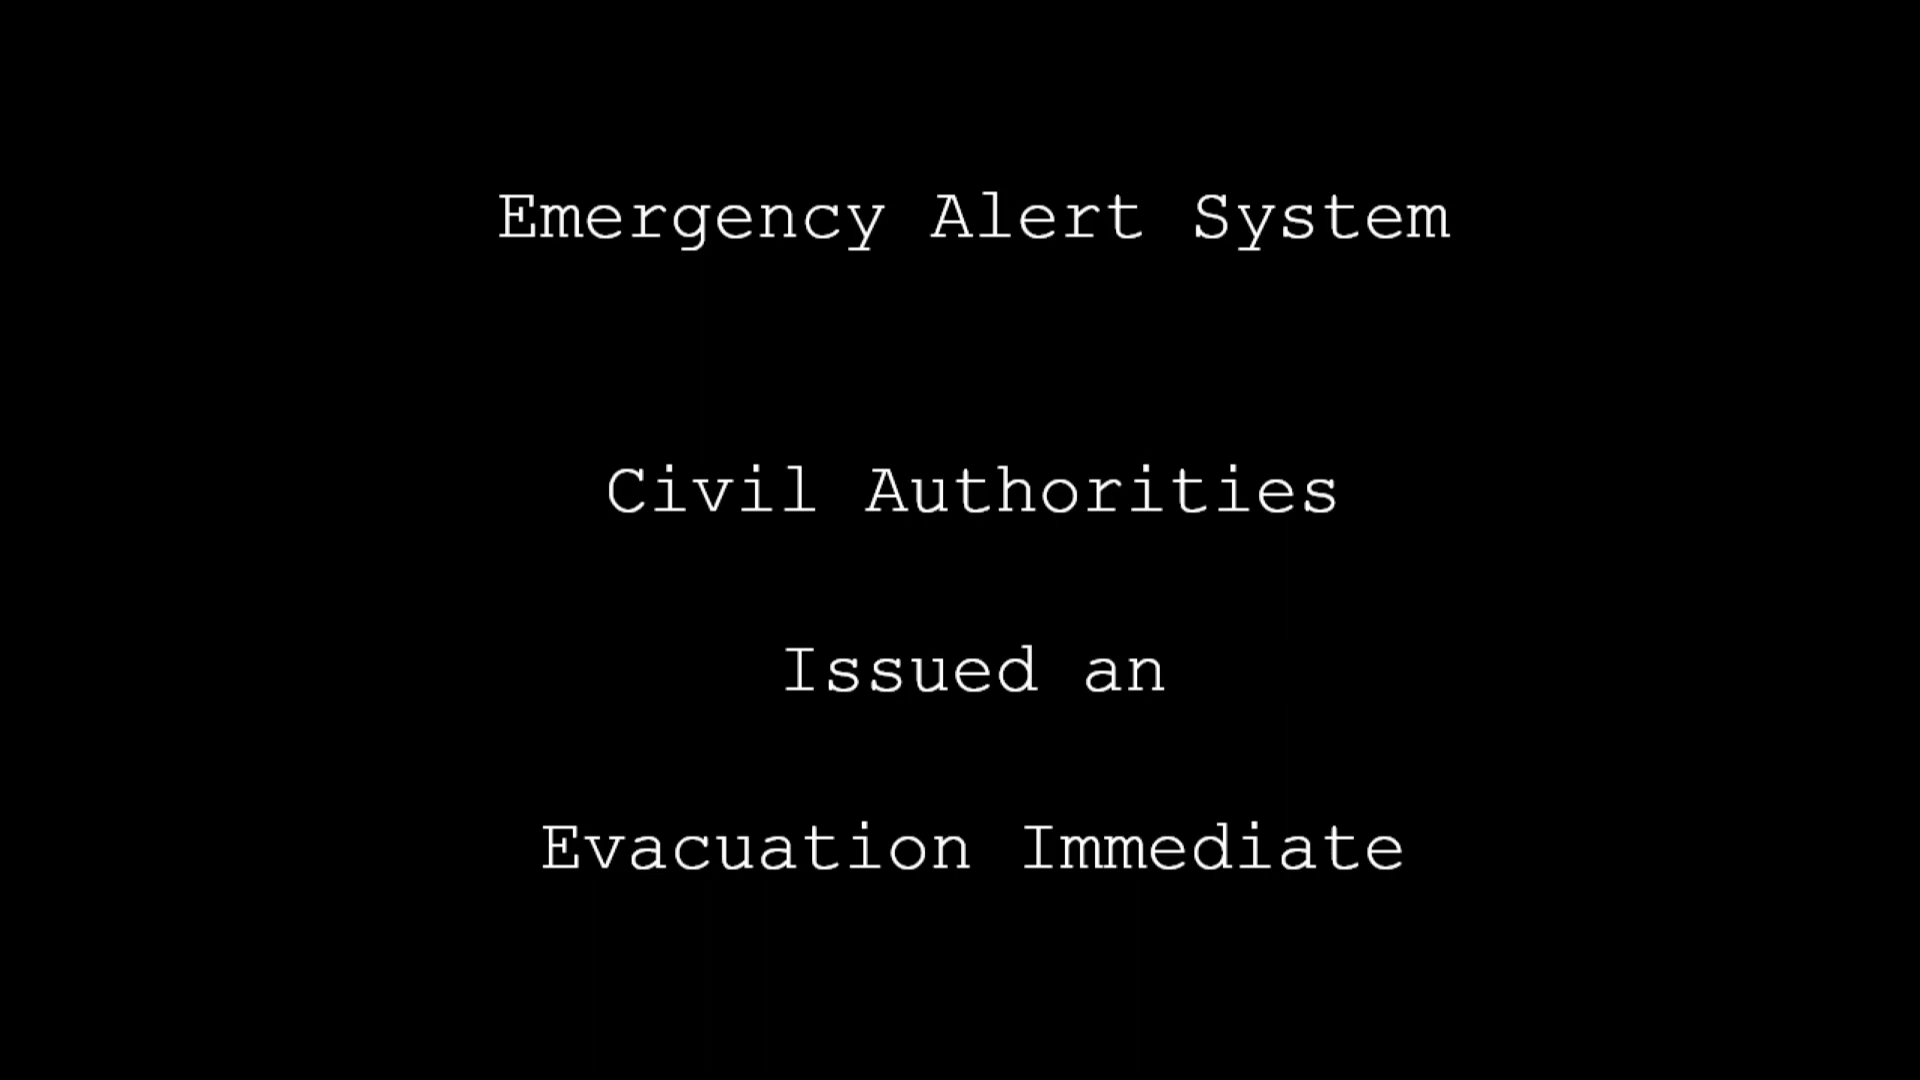 Emergency Alert System
Civil Authorities
Issued an
Evacuation Immediate